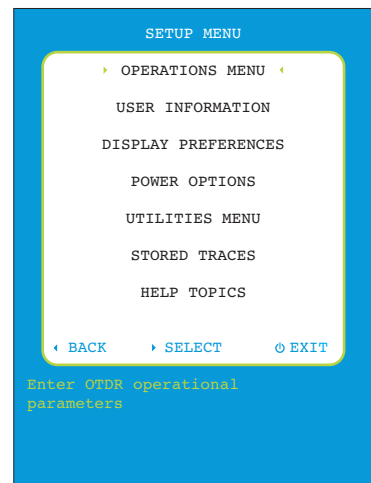 SETUP MENU
OPERATIONS MENU
USER INFORMATION
DISPLAY PREFERENCES
POWER OPTIONS
UTILITIES MENU
STORED TRACES
HELP TOPICS
BACK SELECT EXIT
Enter OTDR operational
parameters